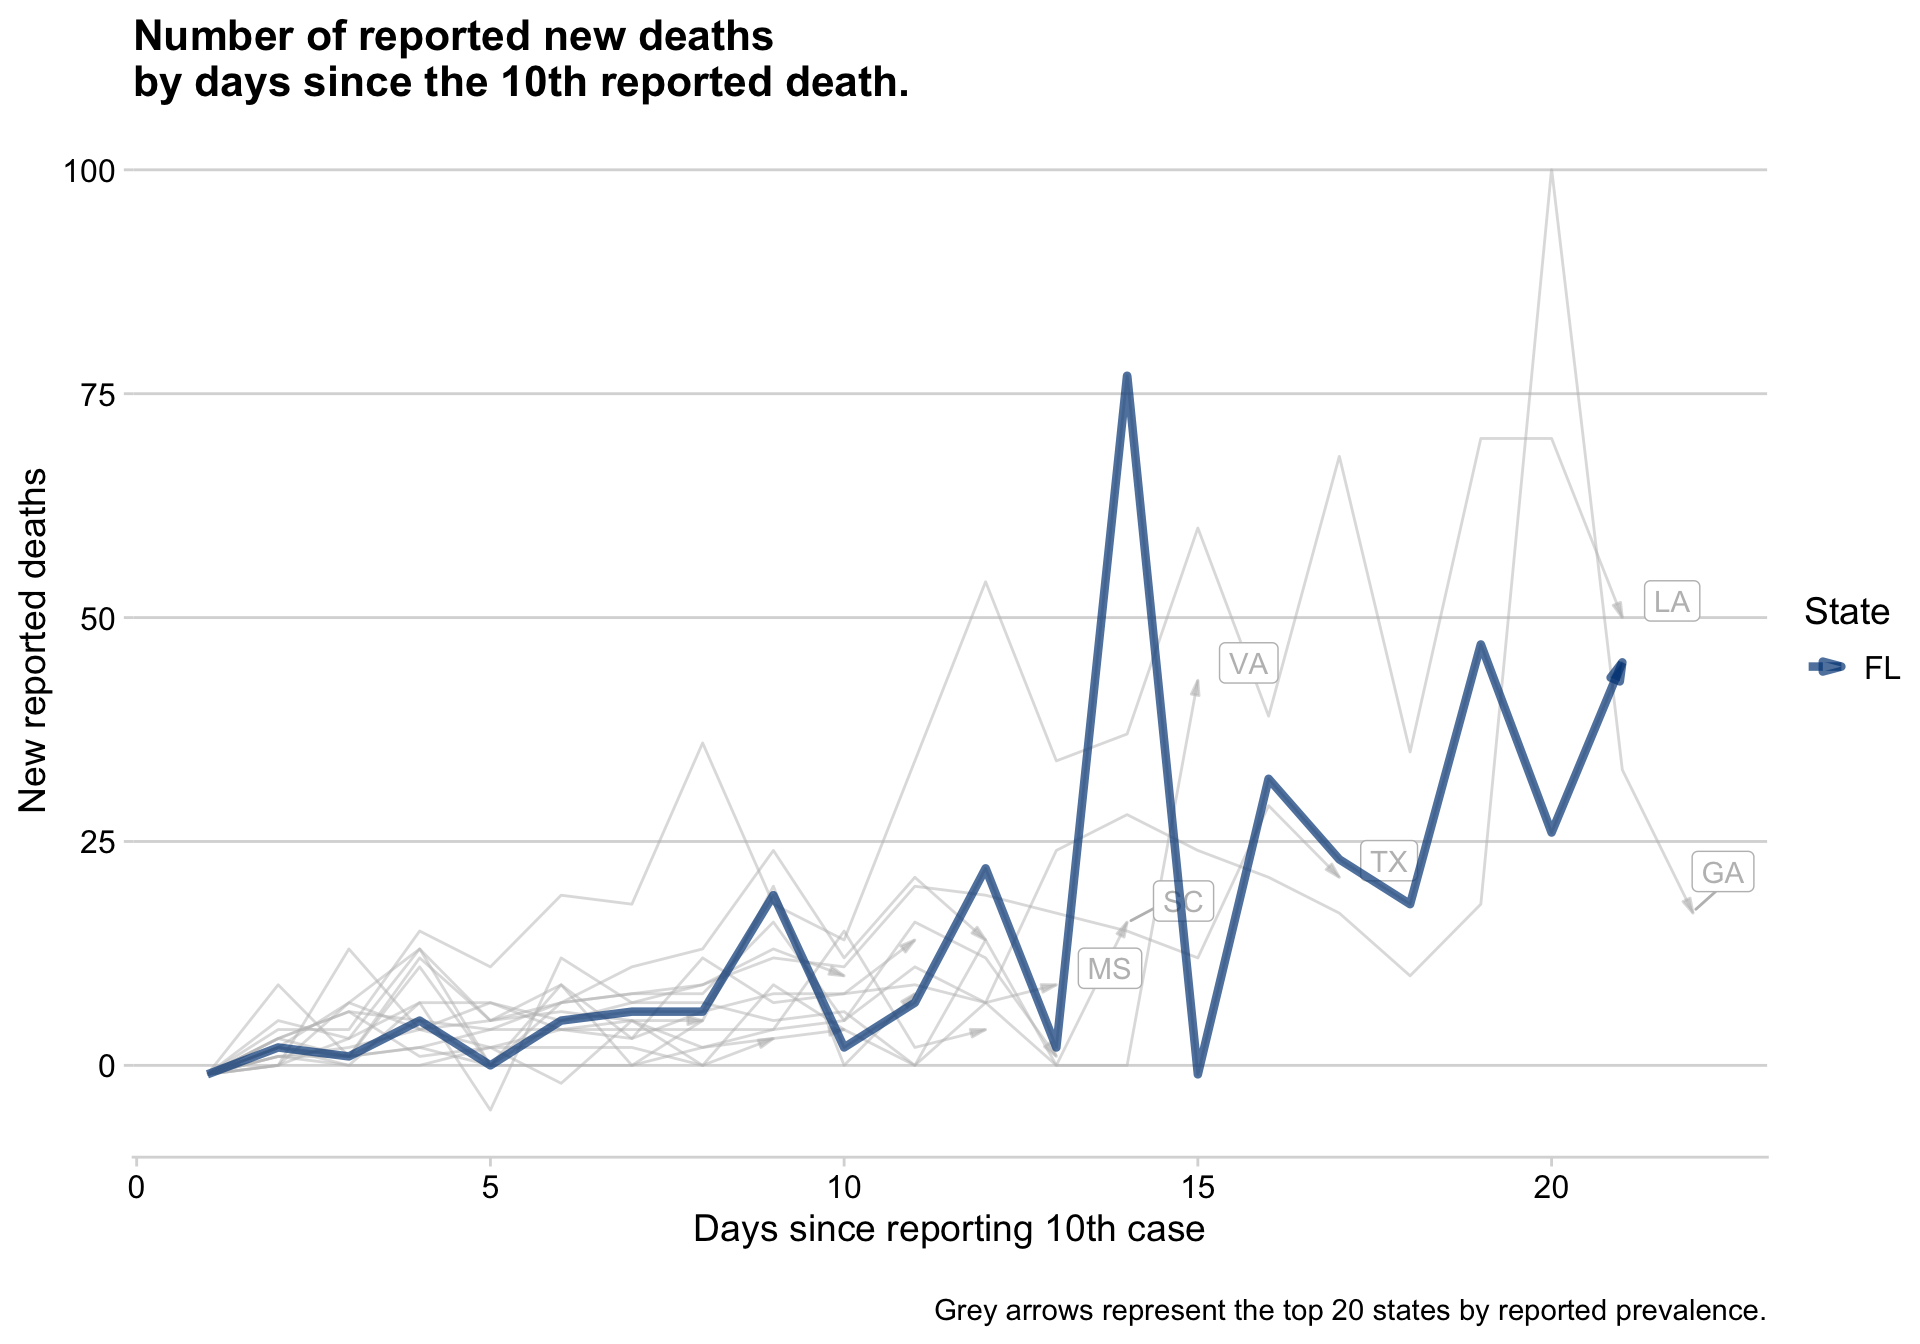 Number of reported new deaths
by days since the 10th reported death.
100
75
50
25
0
New reported deaths
LA
VA
TX
GA
SC
MS
State
FL
0 5 10 15 20
Days since reporting 10th case
Grey arrows represent the top 20 states by reported prevalence.